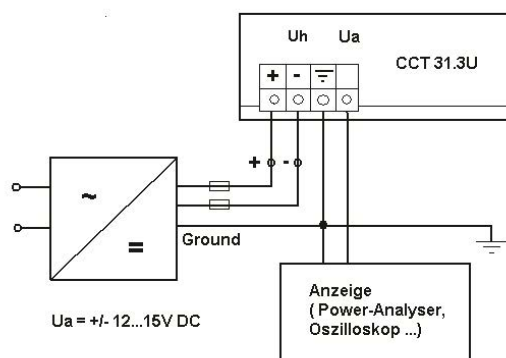 Uh Ua
CCT 31.3U
+ -
+ -
~
=
Ground
Ua = +/- 12...15V DC
Anzeige
( Power-Analyser,
Oszilloskop ...)